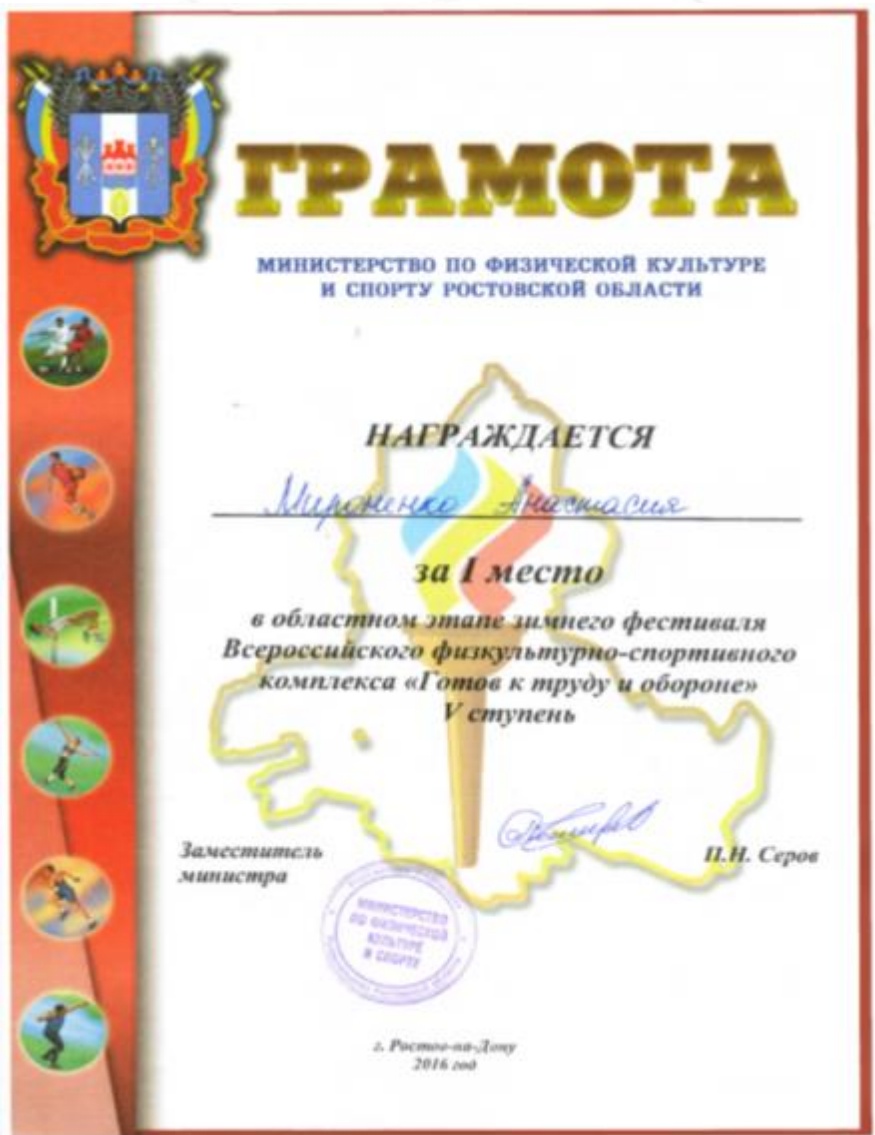 ГРАМОТА
МИНИСТЕРСТВО ПО ФИЗИЧЕСКОЙ КУЛЬТУРЕ
И СПОРТУ РОСТОВСКОЙ ОБЛАСТИ
НАГРАЖДАЕТСЯ
Мироненко Анастасия
за I место
в областном этапе зимнего фестиваля
Всероссийского физкультурно-спортивного
комплекса «Готов к труду и обороне»
V ступень
Заместитель
министра
П.Н. Серов
МИНИСТЕРСТВО
ПО ФИЗИЧЕСКОЙ
КУЛЬТУРЕ
И СПОРТУ
г. Ростов-на-Дону
2016 год